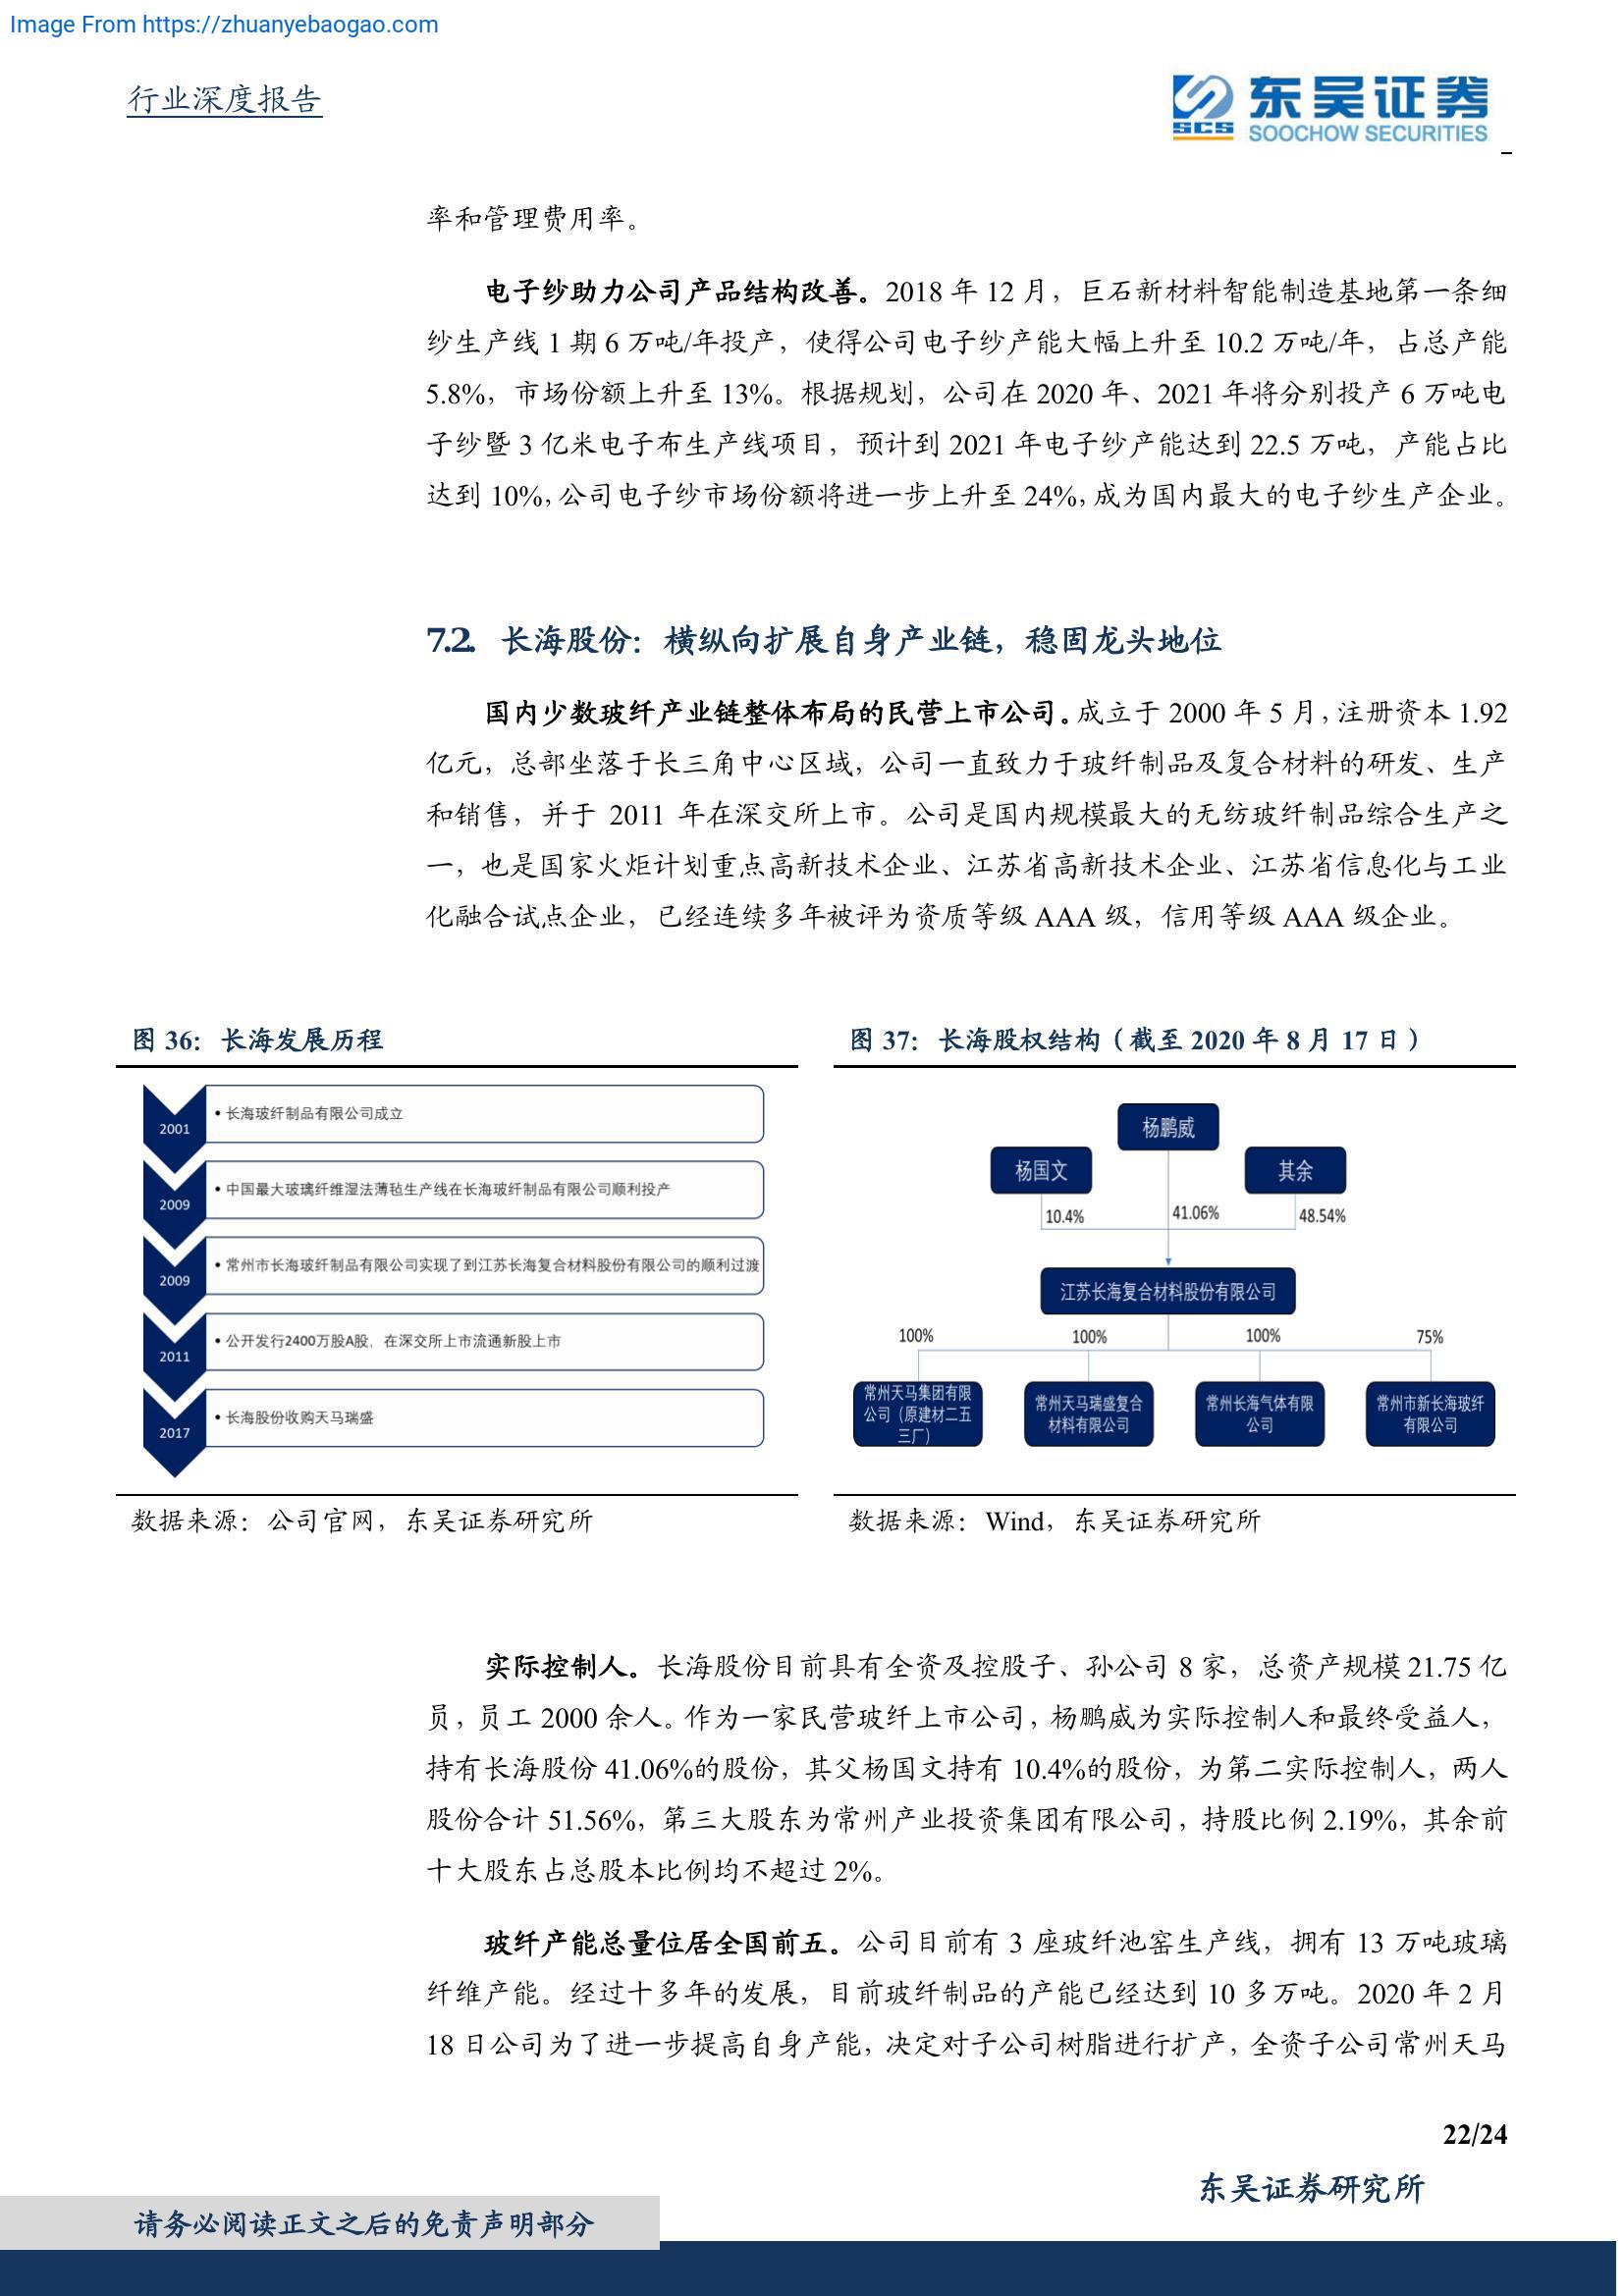 Image From https://zhuanyebaogao.com
行业深度报告
SCS
东吴证券
SOOCHOW SECURITIES
率和管理费用率。
电子纱助力公司产品结构改善。2018 年 12 月，巨石新材料智能制造基地第一条细
纱生产线 1 期 6 万吨/年投产，使得公司电子纱产能大幅上升至 10.2 万吨/年，占总产能
5.8%，市场份额上升至 13%。根据规划，公司在 2020 年、2021 年将分别投产 6 万吨电
子纱暨 3 亿米电子布生产线项目，预计到 2021 年电子纱产能达到 22.5 万吨，产能占比
达到 10%，公司电子纱市场份额将进一步上升至 24%，成为国内最大的电子纱生产企业。
7.2. 长海股份：横纵向扩展自身产业链，稳固龙头地位
国内少数玻纤产业链整体布局的民营上市公司。成立于 2000 年 5 月，注册资本 1.92
亿元，总部坐落于长三角中心区域，公司一直致力于玻纤制品及复合材料的研发、生产
和销售，并于 2011 年在深交所上市。公司是国内规模最大的无纺玻纤制品综合生产之
一，也是国家火炬计划重点高新技术企业、江苏省高新技术企业、江苏省信息化与工业
化融合试点企业，已经连续多年被评为资质等级 AAA 级，信用等级 AAA 级企业。
图 36：长海发展历程
2001
• 长海玻纤制品有限公司成立
2009
• 中国最大玻璃纤维湿法薄毡生产线在长海玻纤制品有限公司顺利投产
2009
• 常州市长海玻纤制品有限公司实现了到江苏长海复合材料股份有限公司的顺利过渡
2011
• 公开发行2400万股A股，在深交所上市流通新股上市
2017
• 长海股份收购天马瑞盛
数据来源：公司官网，东吴证券研究所
图 37：长海股权结构（截至 2020 年 8 月 17 日）
杨鹏威
杨国文
其余
10.4%
41.06%
48.54%
江苏长海复合材料股份有限公司
100%
100%
100%
75%
常州天马集团有限
公司（原建材二五
三厂）
常州天马瑞盛复合
材料有限公司
常州长海气体有限
公司
常州市新长海玻纤
有限公司
数据来源：Wind，东吴证券研究所
实际控制人。长海股份目前具有全资及控股子、孙公司 8 家，总资产规模 21.75 亿
员，员工 2000 余人。作为一家民营玻纤上市公司，杨鹏威为实际控制人和最终受益人，
持有长海股份 41.06%的股份，其父杨国文持有 10.4%的股份，为第二实际控制人，两人
股份合计 51.56%，第三大股东为常州产业投资集团有限公司，持股比例 2.19%，其余前
十大股东占总股本比例均不超过 2%。
玻纤产能总量位居全国前五。公司目前有 3 座玻纤池窑生产线，拥有 13 万吨玻璃
纤维产能。经过十多年的发展，目前玻纤制品的产能已经达到 10 多万吨。2020 年 2 月
18 日公司为了进一步提高自身产能，决定对子公司树脂进行扩产，全资子公司常州天马
22/24
东吴证券研究所
请务必阅读正文之后的免责声明部分